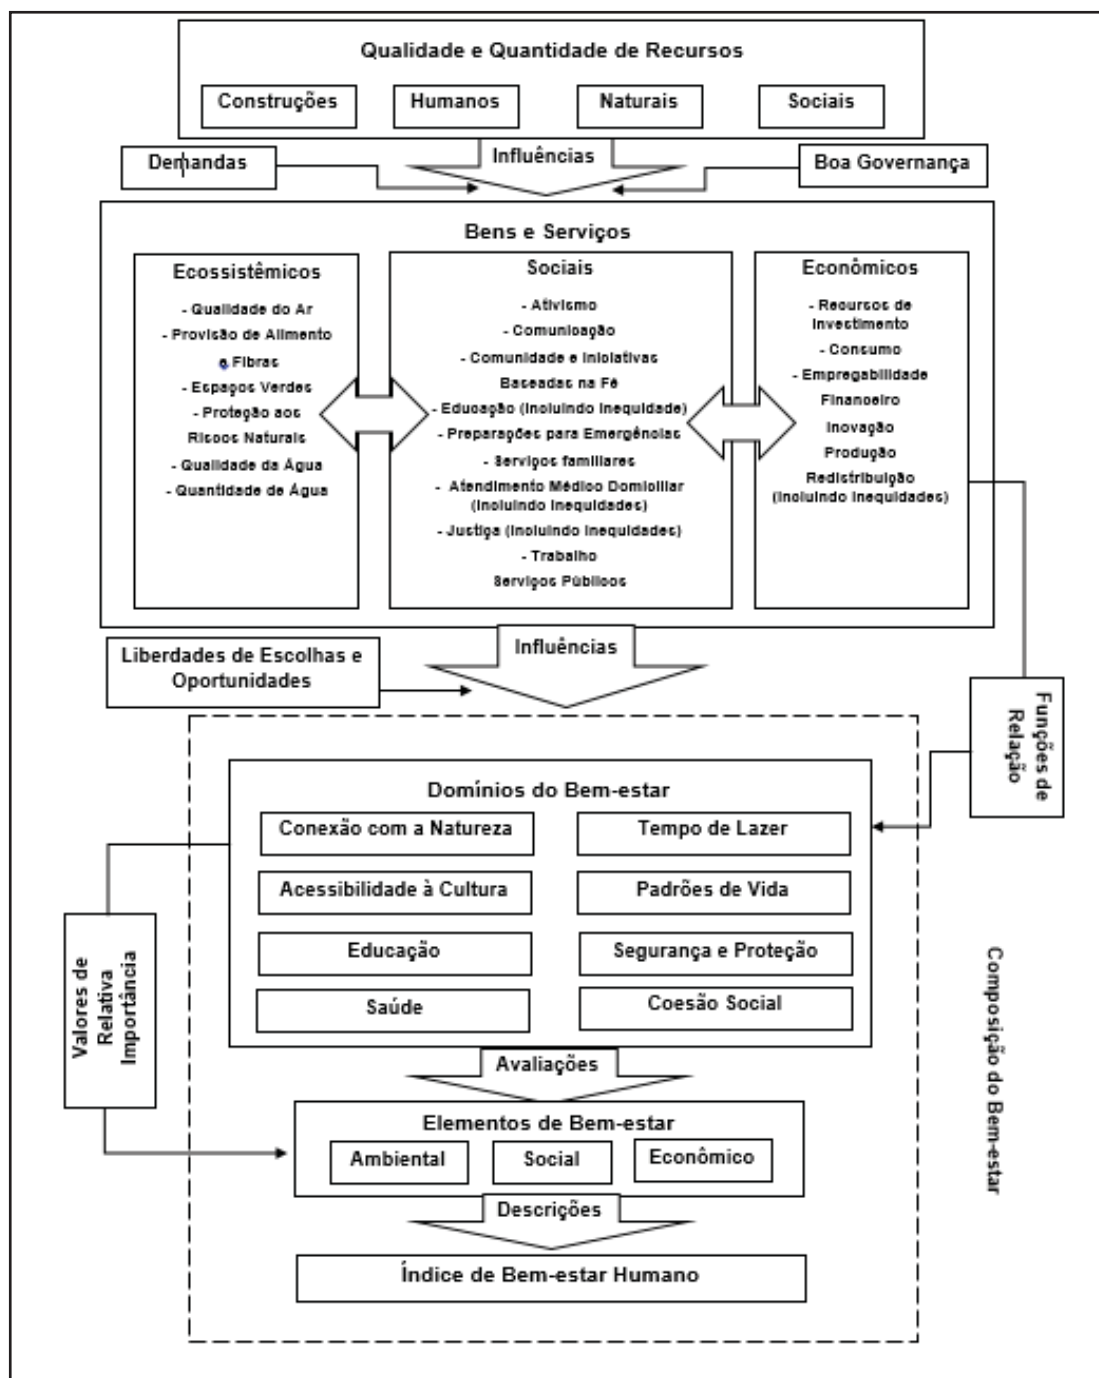 Qualidade e Quantidade de Recursos
Construções
Humanos
Naturais
Sociais
Demandas
Influências
Boa Governança
Bens e Serviços
Ecossistêmicos
- Qualidade do Ar
- Provisão de Alimento
e Fibras
- Espaços Verdes
- Proteção aos
Riscos Naturais
- Qualidade da Água
- Quantidade de Água
Sociais
- Ativismo
- Comunicação
- Comunidade e Iniciativas
Baseadas na Fé
- Educação (Incluindo Inequidade)
- Preparações para Emergências
- Serviços familiares
- Atendimento Médico Domiciliar
(Incluindo Inequidades)
- Justiça (Incluindo Inequidades)
- Trabalho
Serviços Públicos
Econômicos
- Recursos de
Investimento
- Consumo
- Empregabilidade
Financeiro
Inovação
Produção
Redistribuição
(Incluindo Inequidades)
Influências
Liberdades de Escolhas e
Oportunidades
Funções de
Relação
Domínios do Bem-estar
Conexão com a Natureza
Tempo de Lazer
Acessibilidade à Cultura
Padrões de Vida
Educação
Segurança e Proteção
Saúde
Coesão Social
Valores de
Relativa
Importância
Composição do Bem-estar
Avaliações
Elementos de Bem-estar
Ambiental
Social
Econômico
Descrições
Índice de Bem-estar Humano